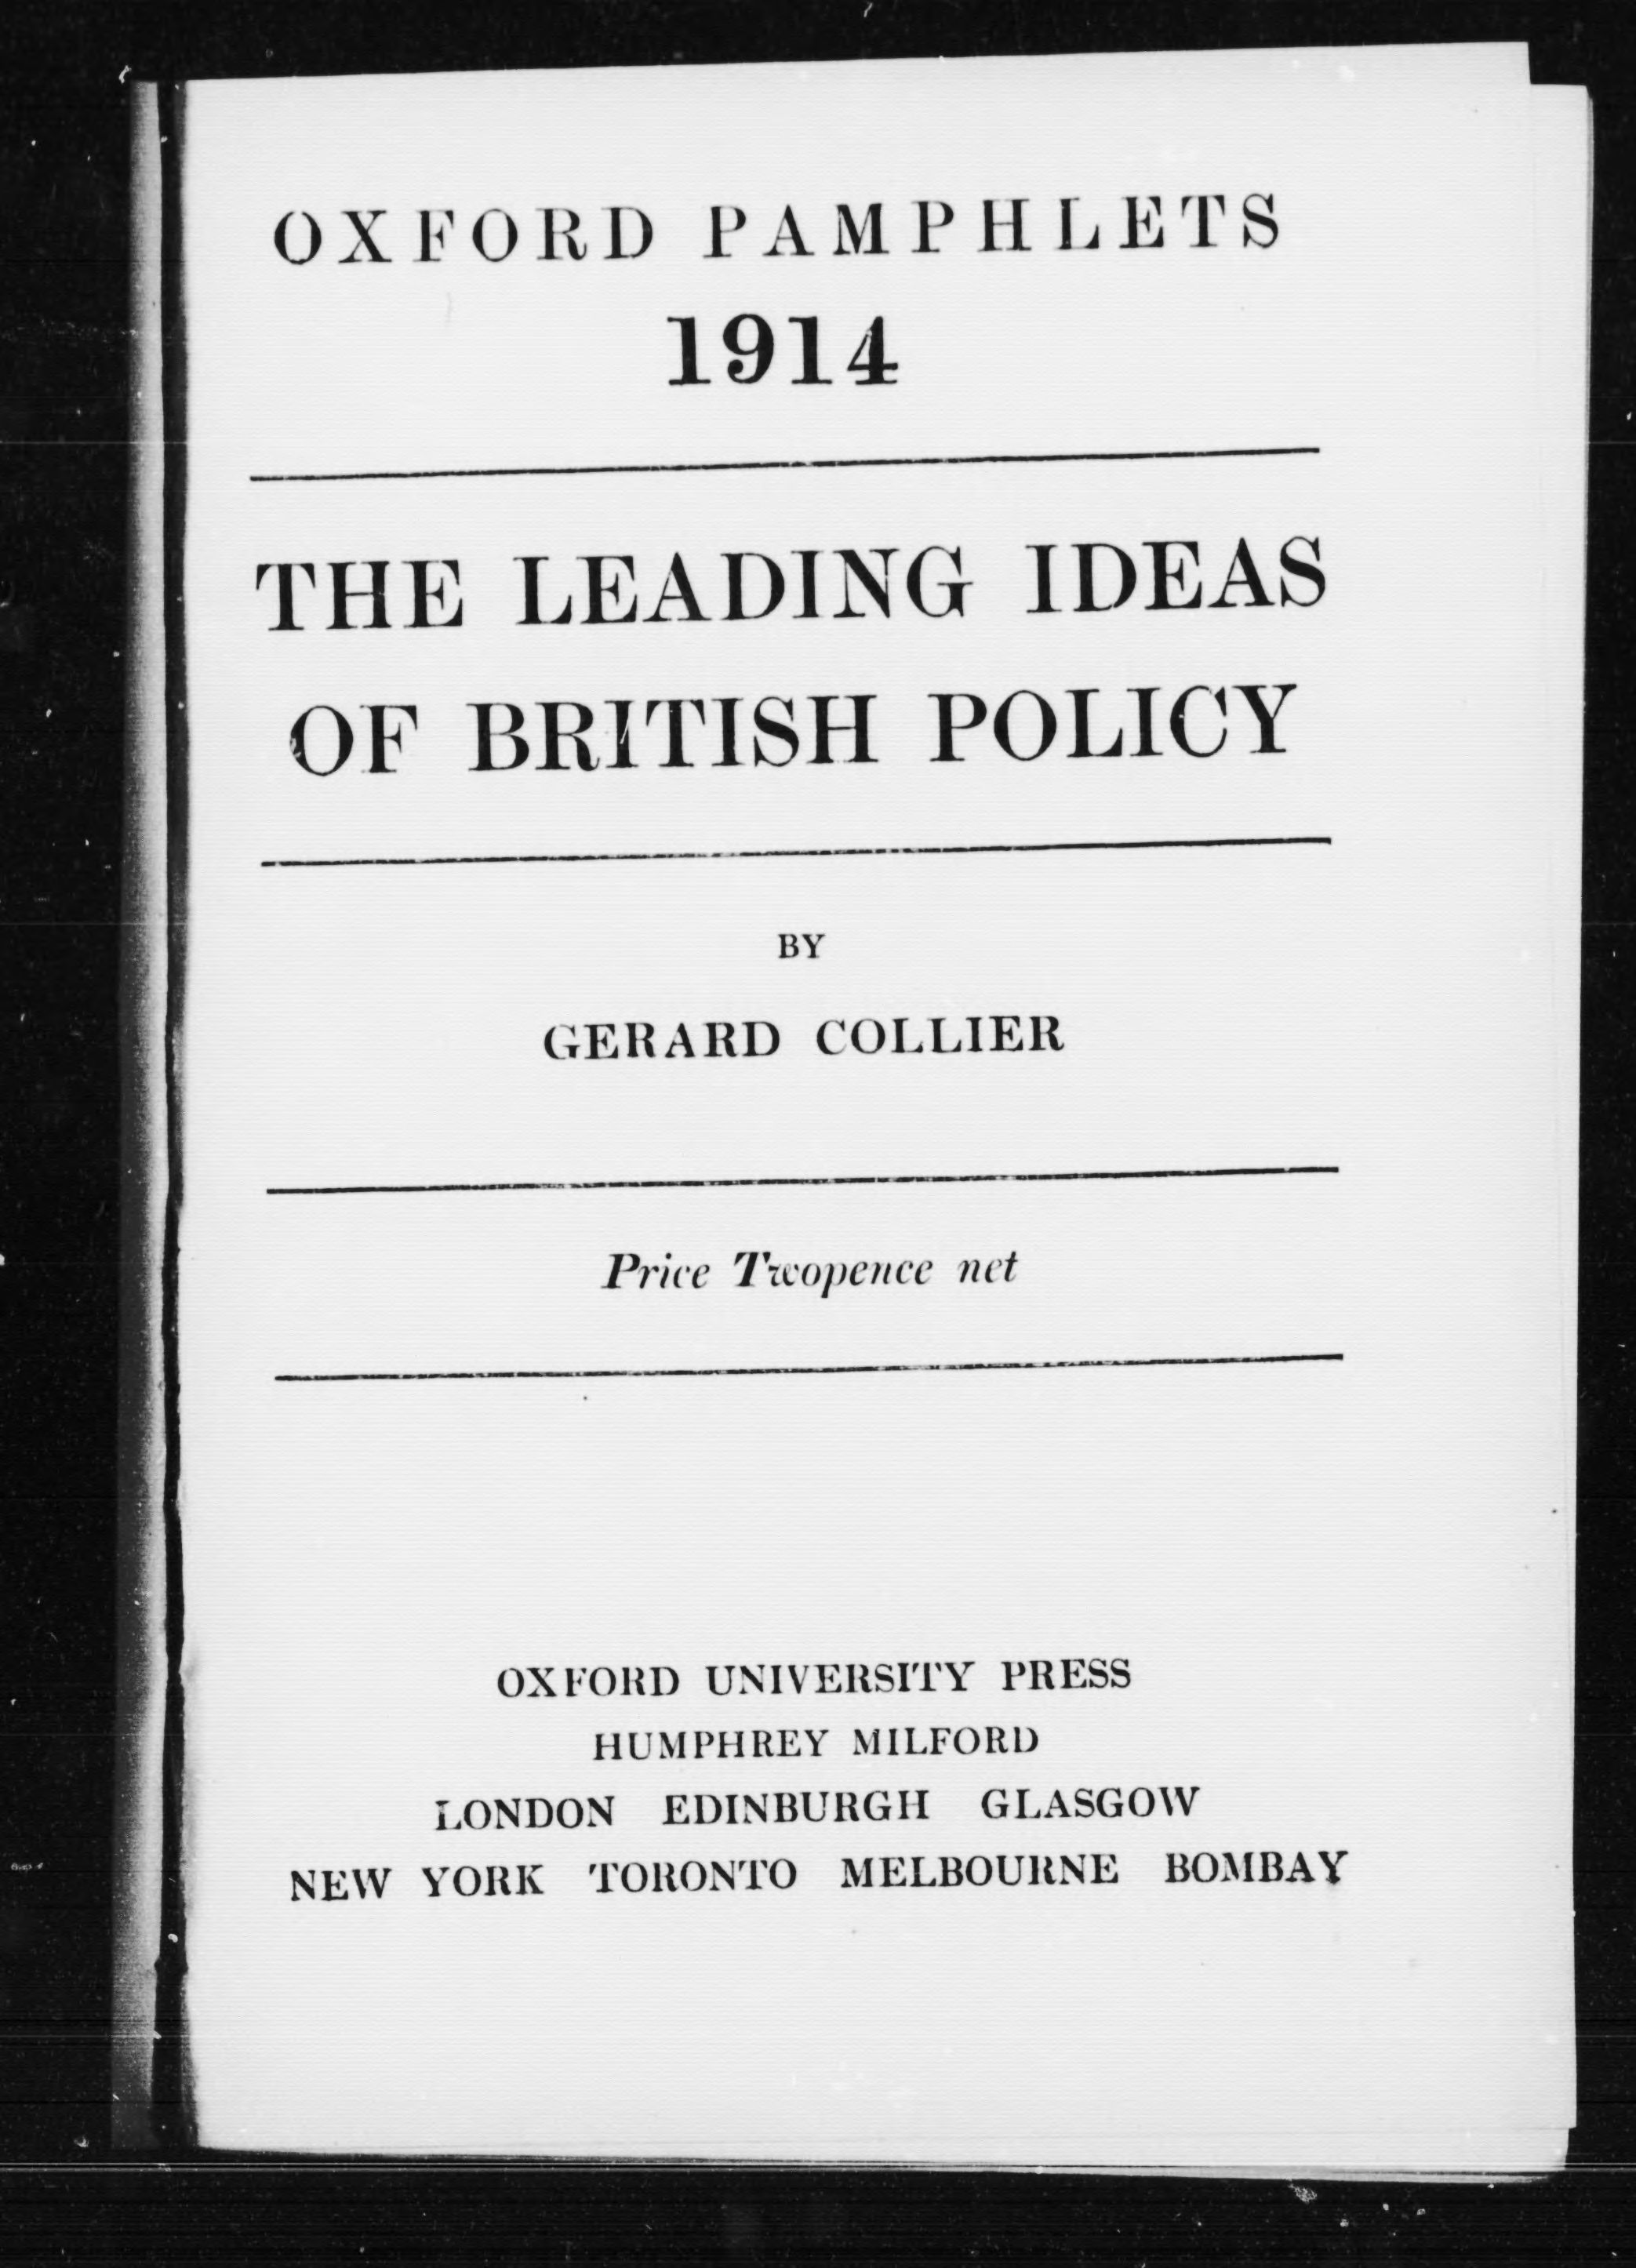 OXFORD PAMPHLETS
1914
THE LEADING IDEAS
OF BRITISH POLICY
BY
GERARD COLLIER
Price Twopence net
OXFORD UNIVERSITY PRESS
HUMPHREY MILFORD
LONDON EDINBURGH GLASGOW
NEW YORK TORONTO MELBOURNE BOMBAY